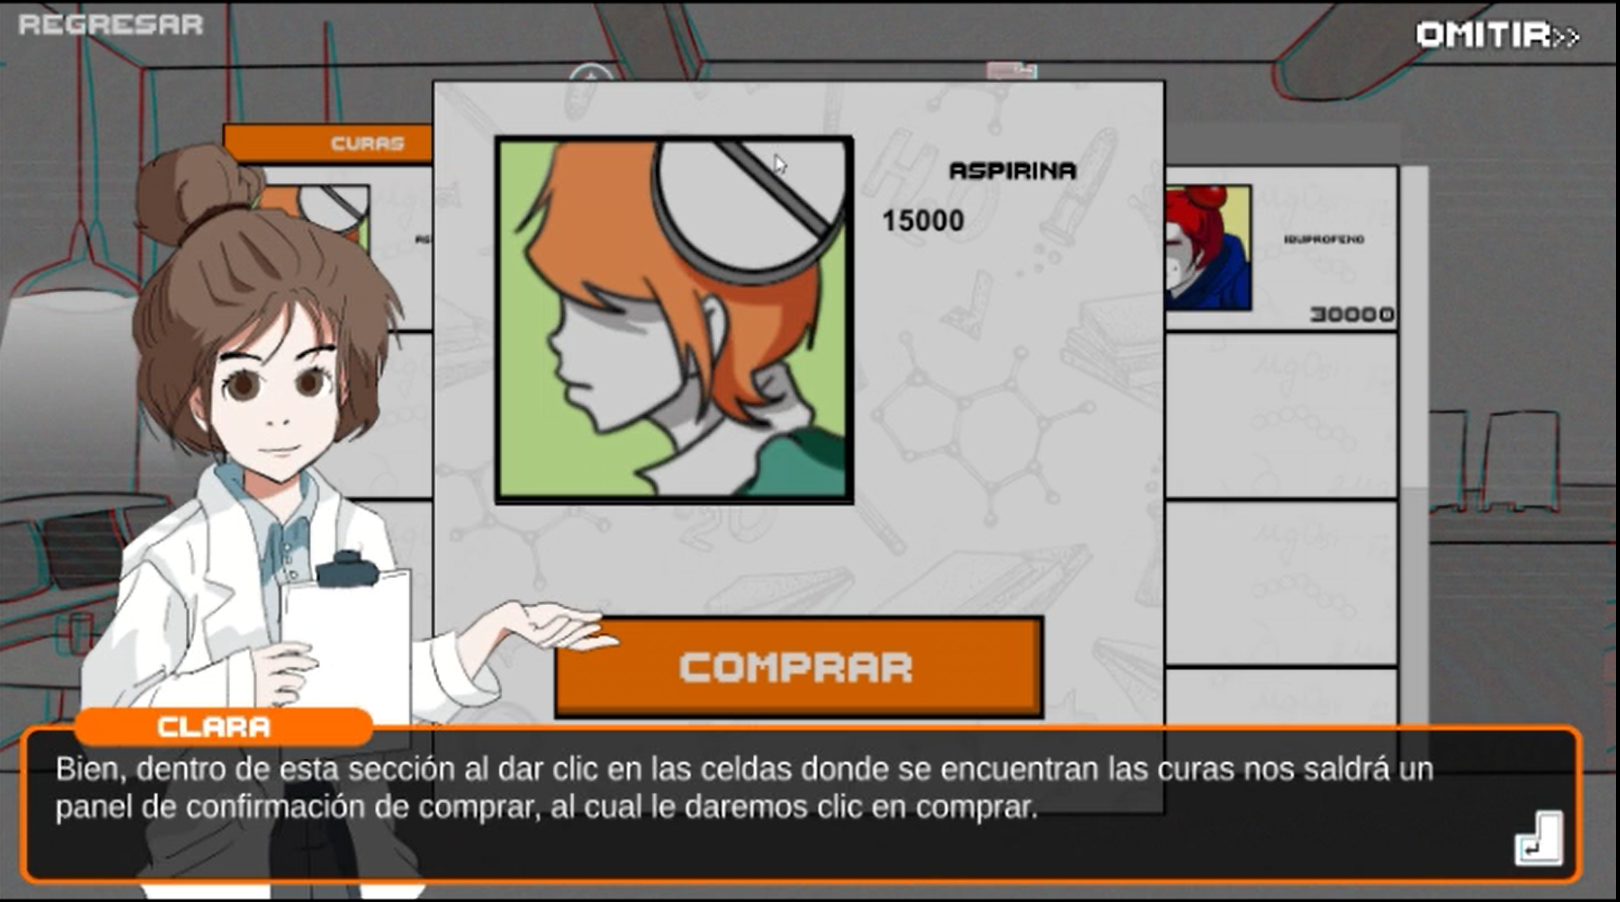 REGRESAR
OMITIR>>
CURAS
ASPIRINA
15000
IBUPROFENO
30000
COMPRAR
CLARA
Bien, dentro de esta sección al dar clic en las celdas donde se encuentran las curas nos saldrá un
panel de confirmación de comprar, al cual le daremos clic en comprar.